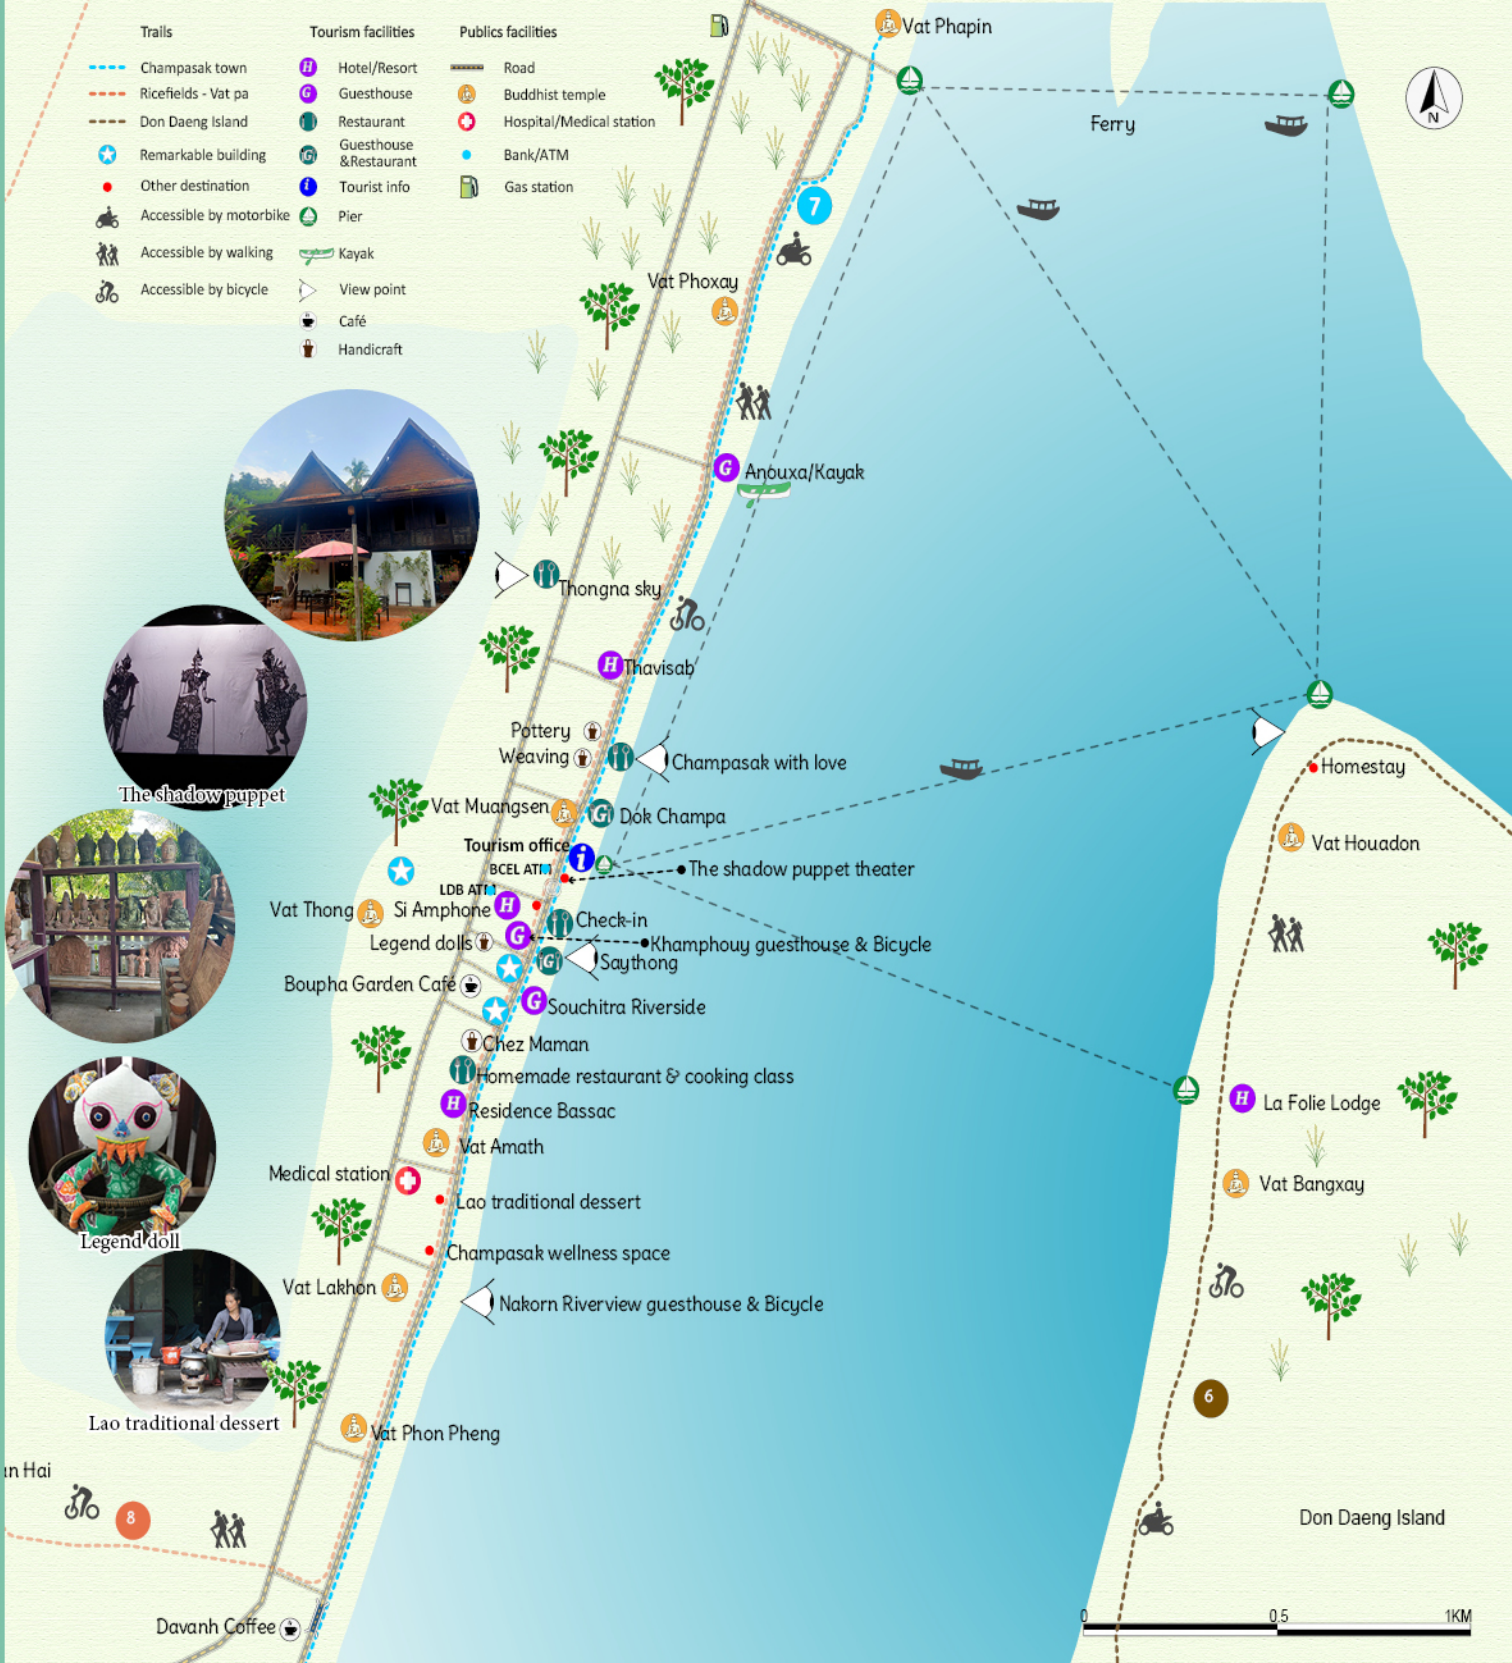 Trails
Champasak town
Ricefields - Vat pa
Don Daeng Island
Remarkable building
Other destination
Accessible by motorbike
Accessible by walking
Accessible by bicycle
Tourism facilities
H Hotel/Resort
G Guesthouse
Restaurant
G Guesthouse
&Restaurant
i Tourist info
Pier
Kayak
View point
Café
Handicraft
Publics facilities
Road
Buddhist temple
Hospital/Medical station
Bank/ATM
Gas station
N
Vat Phapin
Ferry
7
Vat Phoxay
G Anouxa/Kayak
Thongna sky
H Thavisab
Pottery
Weaving
Champasak with love
Vat Muangsen
G Dok Champa
Tourism office
i
BCEL ATM
The shadow puppet theater
LDB ATM
Vat Thong
Si Amphone H
Check-in
Legend dolls
G
Khamphouy guesthouse & Bicycle
G Saythong
Boupha Garden Café
G Souchitra Riverside
Chez Maman
Homemade restaurant & cooking class
H Residence Bassac
Vat Amath
Medical station
Lao traditional dessert
Champasak wellness space
Vat Lakhon
Nakorn Riverview guesthouse & Bicycle
Vat Phon Pheng
an Hai
8
Davanh Coffee
The shadow puppet
Legend doll
Lao traditional dessert
Homestay
Vat Houadon
H La Folie Lodge
Vat Bangxay
6
Don Daeng Island
0 0.5 1KM